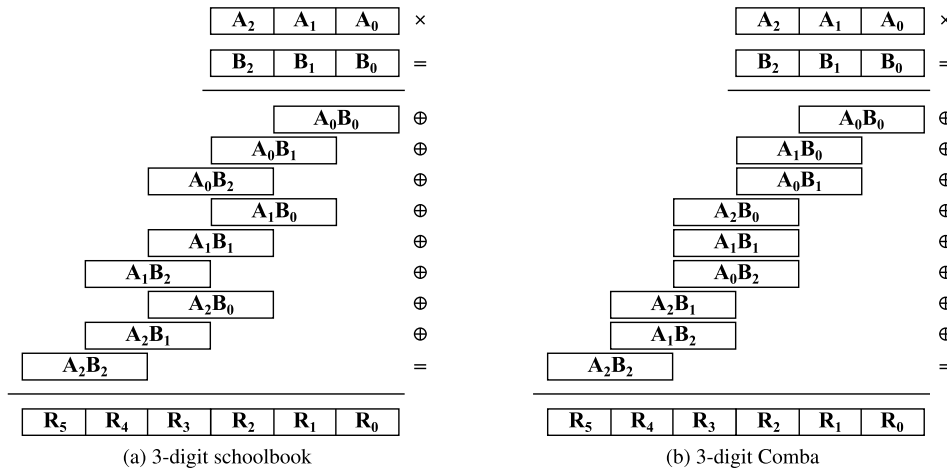 A₂ A₁ A₀ ×
B₂ B₁ B₀ =
A₀B₀ ⊕
A₀B₁ ⊕
A₀B₂ ⊕
A₁B₀ ⊕
A₁B₁ ⊕
A₁B₂ ⊕
A₂B₀ ⊕
A₂B₁ ⊕
A₂B₂ =
R₅ R₄ R₃ R₂ R₁ R₀
(a) 3-digit schoolbook
A₂ A₁ A₀ ×
B₂ B₁ B₀ =
A₀B₀ ⊕
A₁B₀ ⊕
A₀B₁ ⊕
A₂B₀ ⊕
A₁B₁ ⊕
A₀B₂ ⊕
A₂B₁ ⊕
A₁B₂ ⊕
A₂B₂ =
R₅ R₄ R₃ R₂ R₁ R₀
(b) 3-digit Comba